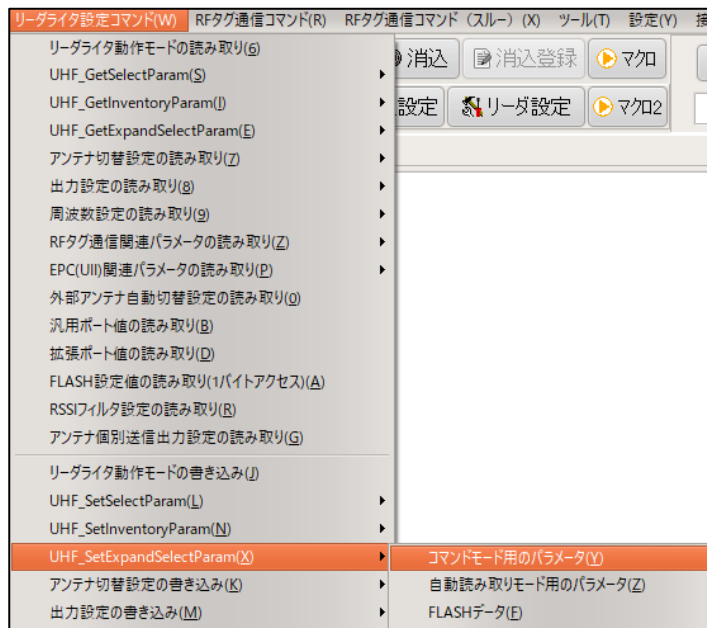 リーダライタ設定コマンド(W) RFタグ通信コマンド(R) RFタグ通信コマンド（スルー）(X) ツール(T) 設定(Y)
消込 消込登録 マクロ
設定 リーダ設定 マクロ2
リーダライタ動作モードの読み取り(6)
UHF_GetSelectParam(S)
UHF_GetInventoryParam(I)
UHF_GetExpandSelectParam(E)
アンテナ切替設定の読み取り(7)
出力設定の読み取り(8)
周波数設定の読み取り(9)
RFタグ通信関連パラメータの読み取り(Z)
EPC(UII)関連パラメータの読み取り(P)
外部アンテナ自動切替設定の読み取り(0)
汎用ポート値の読み取り(B)
拡張ポート値の読み取り(D)
FLASH設定値の読み取り(1バイトアクセス)(A)
RSSIフィルタ設定の読み取り(R)
アンテナ個別送信出力設定の読み取り(G)
リーダライタ動作モードの書き込み(J)
UHF_SetSelectParam(L)
UHF_SetInventoryParam(N)
UHF_SetExpandSelectParam(X)
アンテナ切替設定の書き込み(K)
出力設定の書き込み(M)
コマンドモード用のパラメータ(Y)
自動読み取りモード用のパラメータ(Z)
FLASHデータ(F)